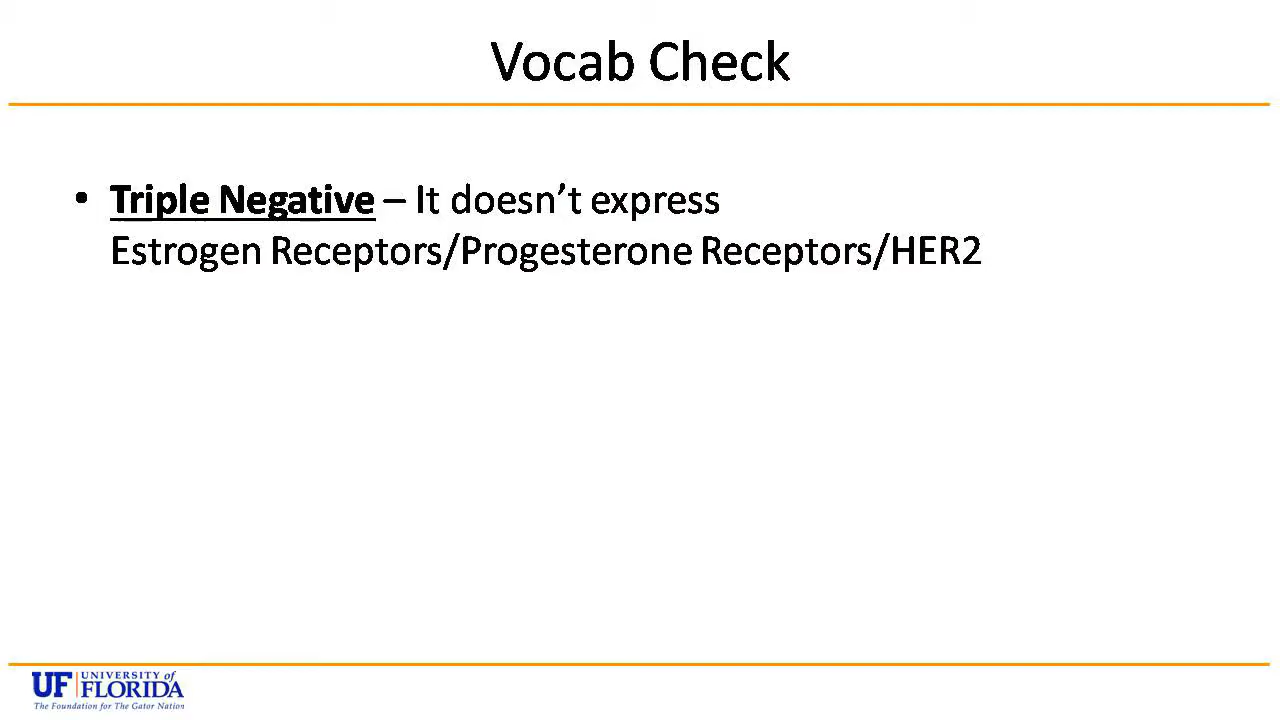 Vocab Check
• Triple Negative – It doesn’t express
Estrogen Receptors/Progesterone Receptors/HER2
UF UNIVERSITY of
FLORIDA
The Foundation for The Gator Nation